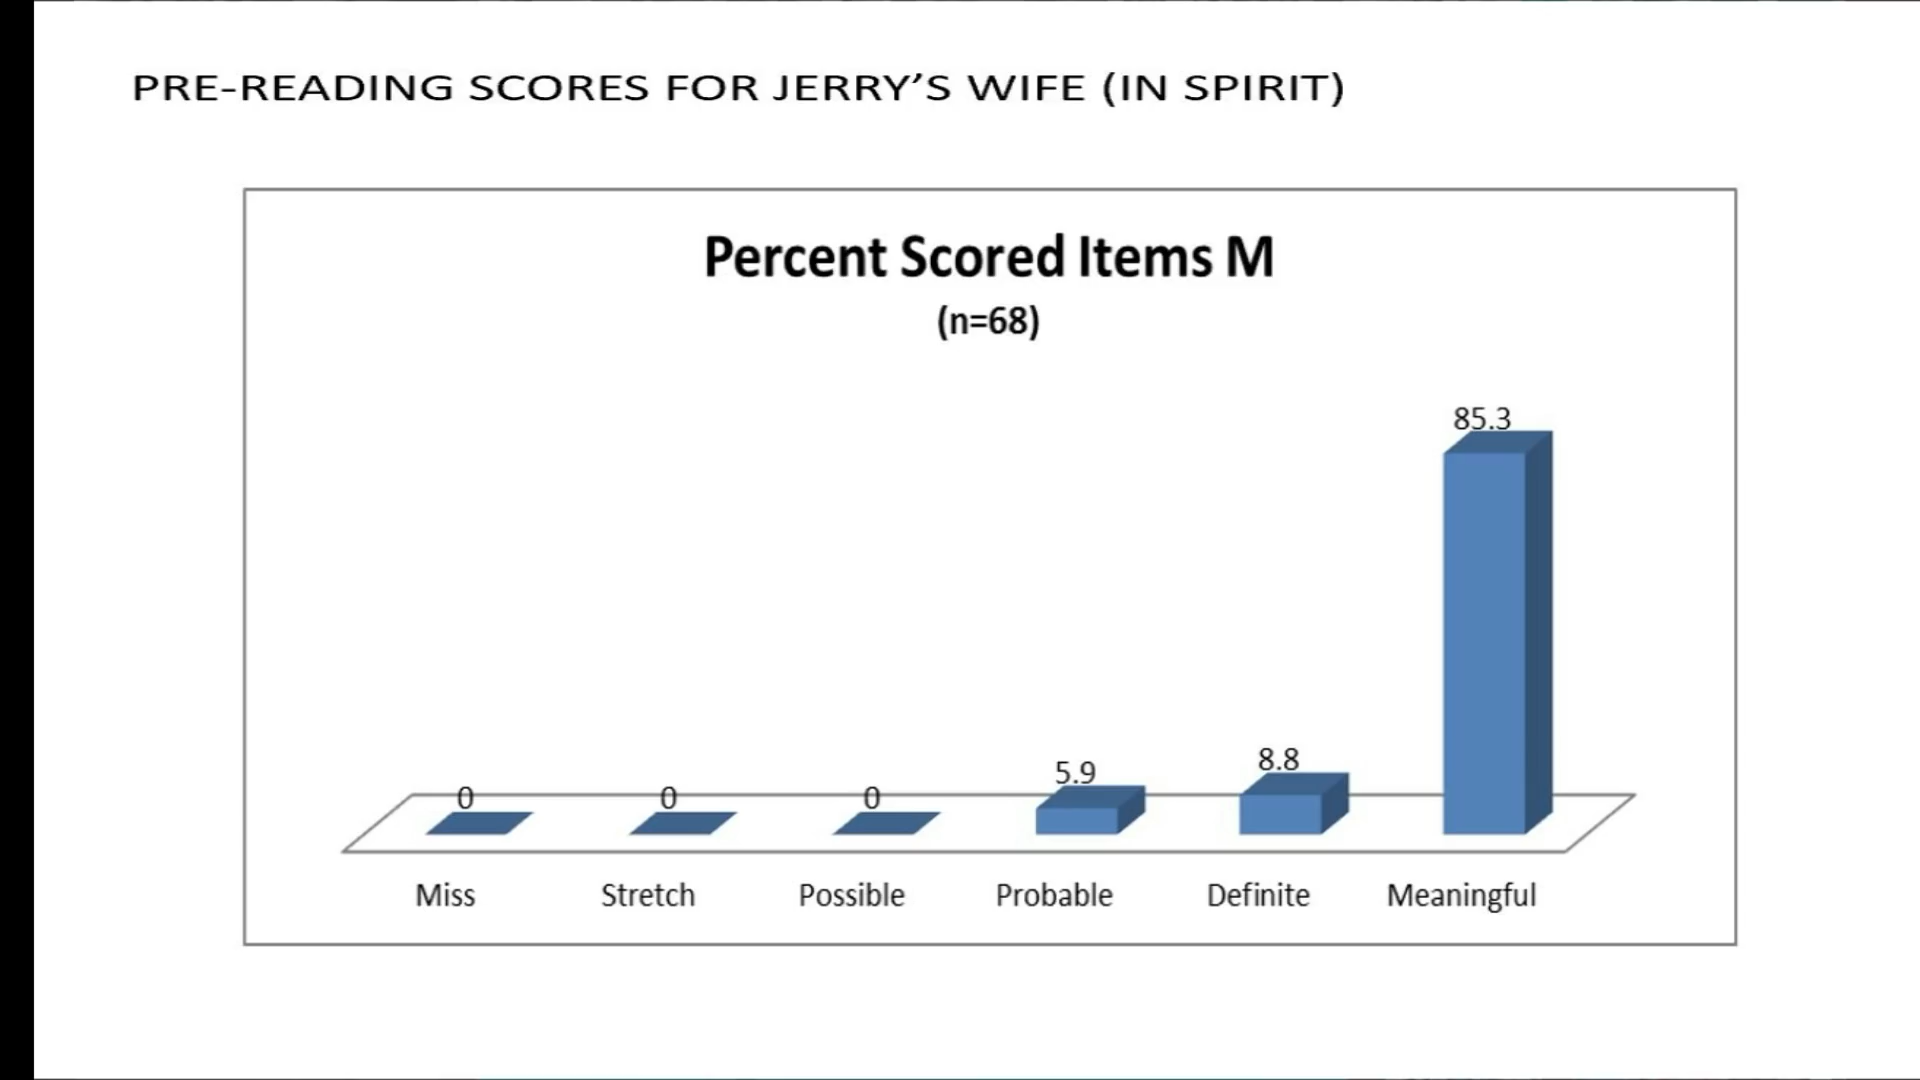 PRE-READING SCORES FOR JERRY’S WIFE (IN SPIRIT)
Percent Scored Items M
(n=68)
85.3
8.8
5.9
0 0 0
Miss Stretch Possible Probable Definite Meaningful